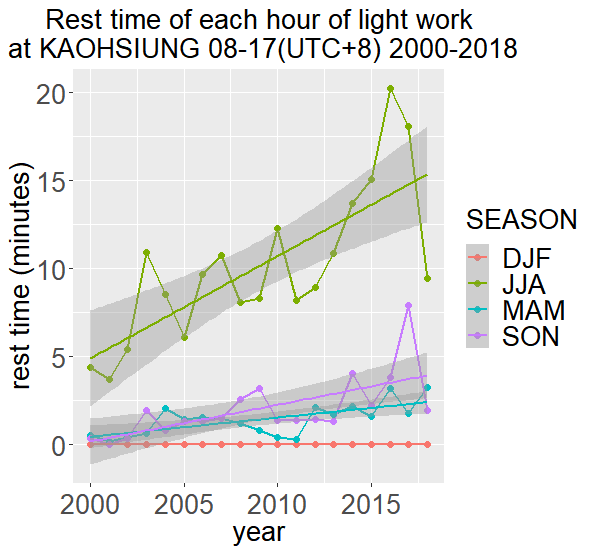 Rest time of each hour of light work
at KAOHSIUNG 08-17(UTC+8) 2000-2018
20
15
10
5
0
rest time (minutes)
2000 2005 2010 2015
year
SEASON
DJF
JJA
MAM
SON